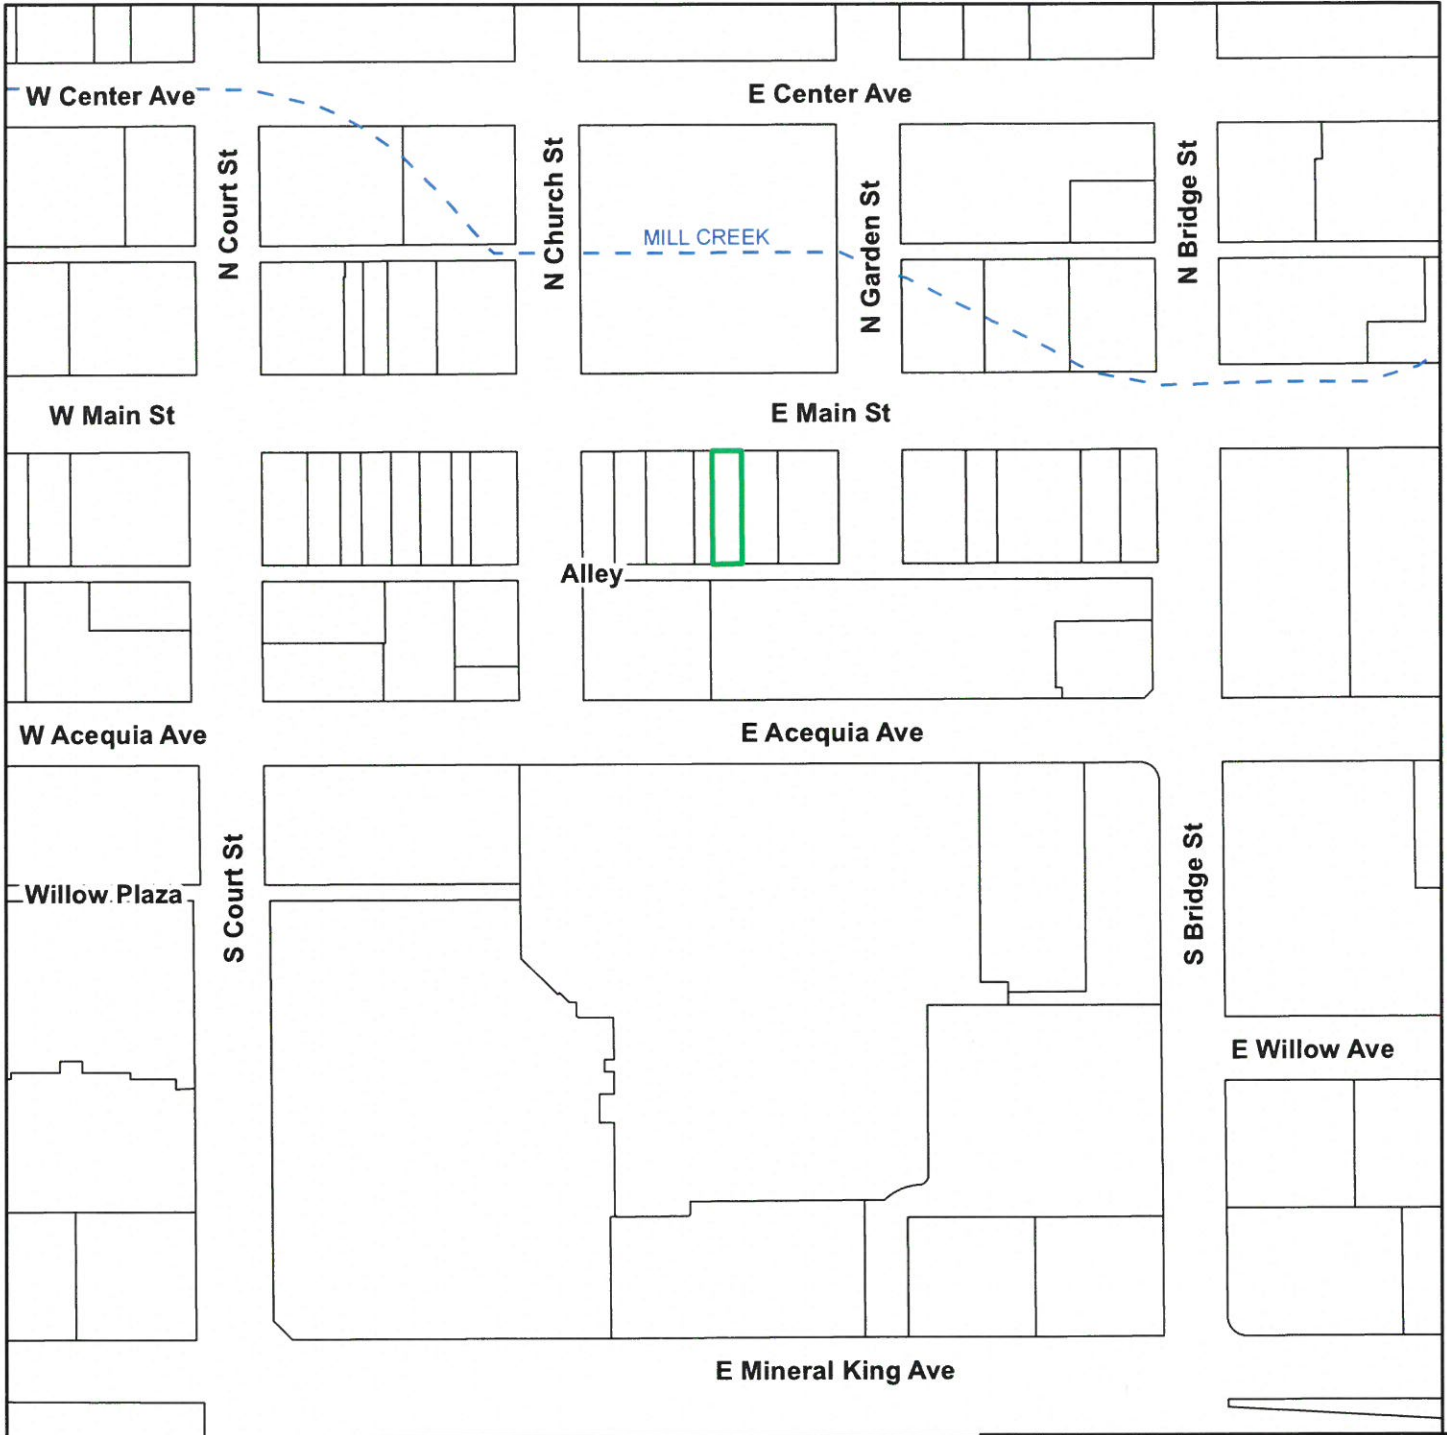 W Center Ave
E Center Ave
N Court St
N Church St
N Garden St
N Bridge St
MILL CREEK
W Main St
E Main St
Alley
W Acequia Ave
E Acequia Ave
Willow Plaza
S Court St
S Bridge St
E Willow Ave
E Mineral King Ave